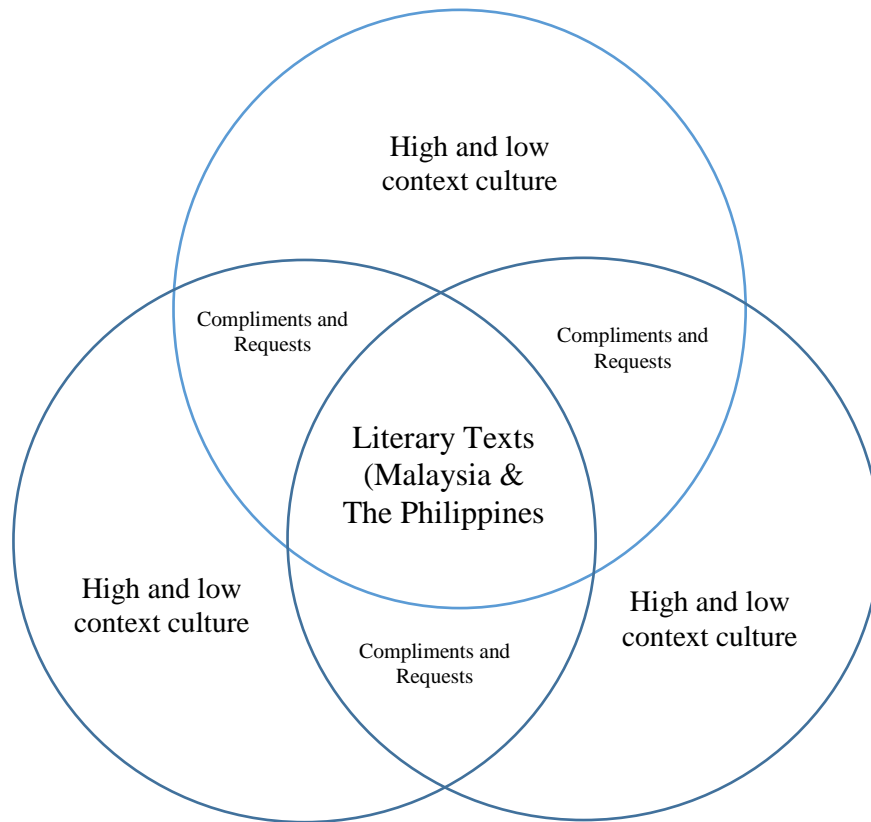 High and low
context culture
Compliments and
Requests
Compliments and
Requests
Literary Texts
(Malaysia &
The Philippines
High and low
context culture
High and low
context culture
Compliments and
Requests